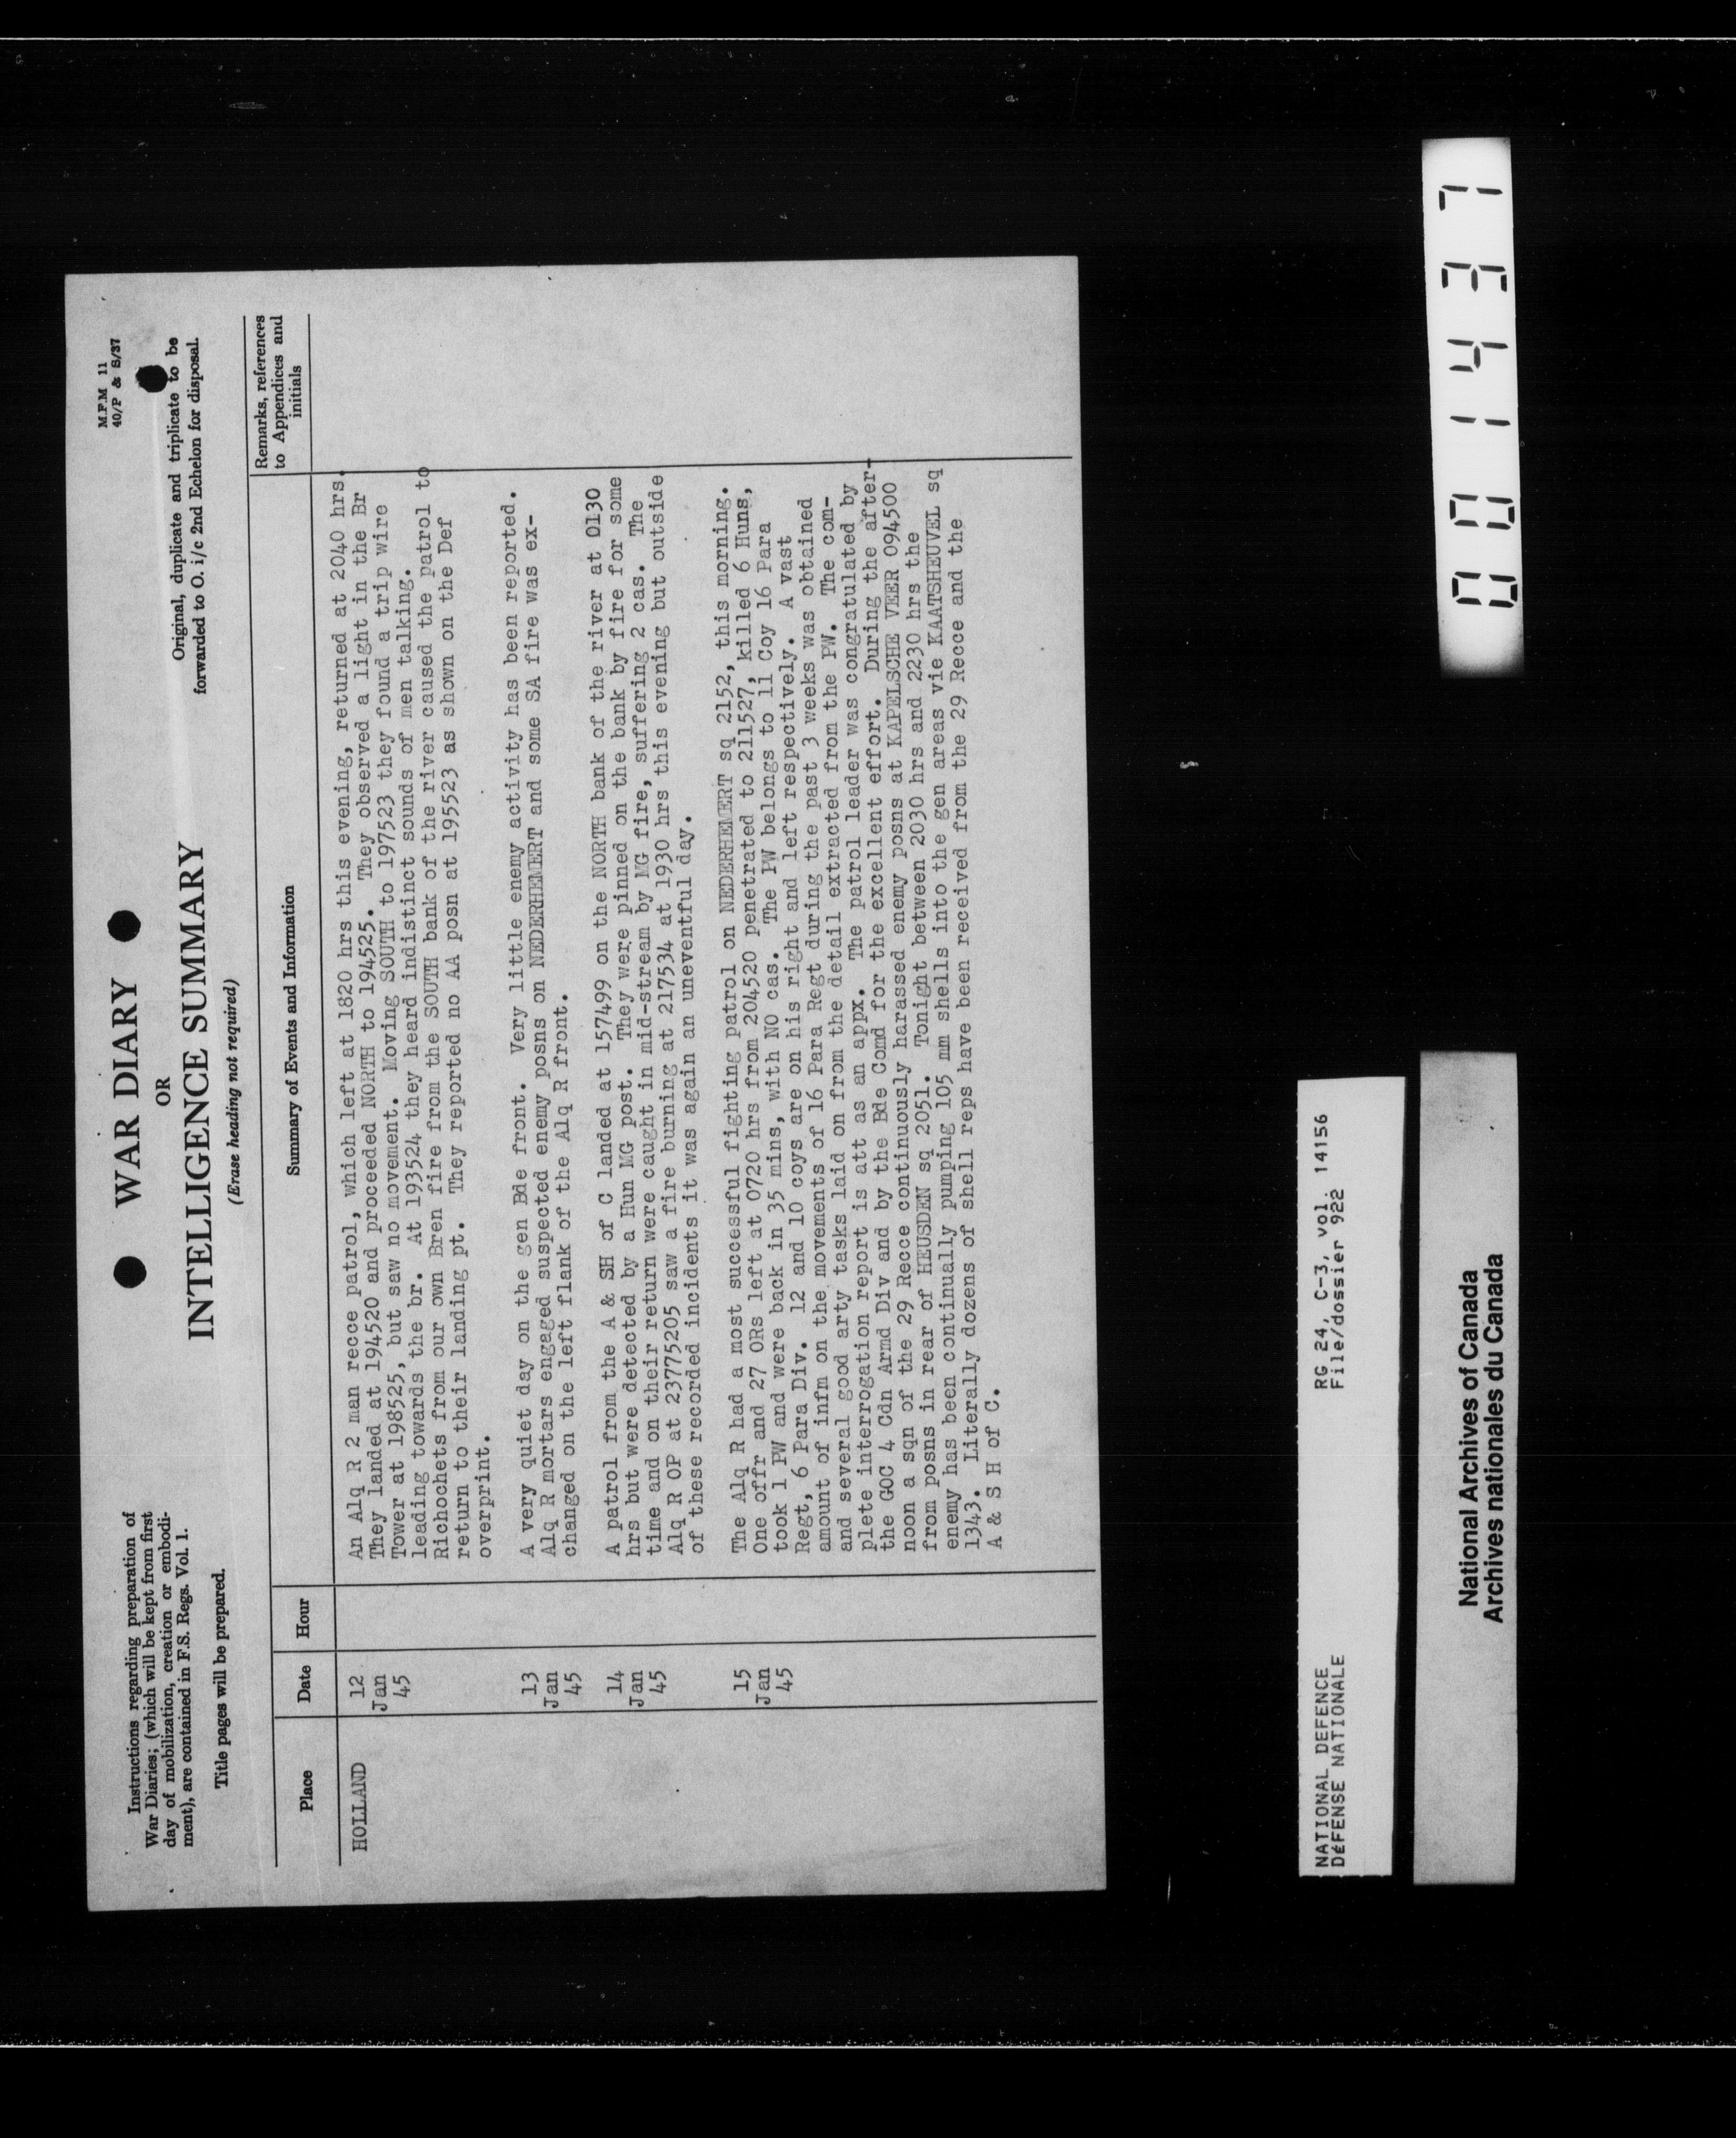 Instructions regarding preparation of
War Diaries; (which will be kept from first
day of mobilization, creation or embodi-
ment), are contained in F.S. Regs. Vol. 1.
Title pages will be prepared.
WAR DIARY
OR
INTELLIGENCE SUMMARY
(Erase heading not required)
M.F.M 11
40/P & S/37
Original, duplicate and triplicate to be
forwarded to O. i/c 2nd Echelon for disposal.
Place
Date
Hour
Summary of Events and Information
Remarks, references
to Appendices and
initials
HOLLAND
12
Jan
45
An Alq R 2 man recce patrol, which left at 1820 hrs this evening, returned at 2040 hrs.
They landed at 194520 and proceeded NORTH to 194525. They observed a light in the Br
Tower at 198525, but saw no movement. Moving SOUTH to 197523 they found a trip wire
leading towards the br. At 193524 they heard indistinct sounds of men talking.
Richochets from our own Bren fire from the SOUTH bank of the river caused the patrol to
return to their landing pt. They reported no AA posn at 195523 as shown on the Def
overprint.
13
Jan
45
A very quiet day on the gen Bde front. Very little enemy activity has been reported.
Alq R mortars engaged suspected enemy posns on NEDERHEMERT and some SA fire was ex-
changed on the left flank of the Alq R front.
14
Jan
45
A patrol from the A & SH of C landed at 157499 on the NORTH bank of the river at 0130
hrs but were detected by a Hun MG post. They were pinned on the bank by fire for some
time and on their return were caught in mid-stream by MG fire, suffering 2 cas. The
Alq R OP at 23775205 saw a fire burning at 217534 at 1930 hrs this evening but outside
of these recorded incidents it was again an uneventful day.
15
Jan
45
The Alq R had a most successful fighting patrol on NEDERHEMERT sq 2152, this morning.
One offr and 27 ORs left at 0720 hrs from 204520 penetrated to 211527, killed 6 Huns,
took 1 PW and were back in 35 mins, with NO cas. The PW belongs to 11 Coy 16 Para
Regt, 6 Para Div. 12 and 10 coys are on his right and left respectively. A vast
amount of infm on the movements of 16 Para Regt during the past 3 weeks was obtained
and several good arty tasks laid on from the detail extracted from the PW. The com-
plete interrogation report is att as an appx. The patrol leader was congratulated by
the GOC 4 Cdn Armd Div and by the Bde Comd for the excellent effort. During the after-
noon a sqn of the 29 Recce continuously harassed enemy posns at KAPELSCHE VEER 094500
from posns in rear of HEUSDEN sq 2051. Tonight between 2030 hrs and 2230 hrs the
enemy has been continually pumping 105 mm shells into the gen areas vie KAATSHEUVEL sq
1343. Literally dozens of shell reps have been received from the 29 Recce and the
A & S H of C.
NATIONAL DEFENCE
DéFENSE NATIONALE
RG 24, C-3, vol. 14156
File/dossier 922
National Archives of Canada
Archives nationales du Canada
001437